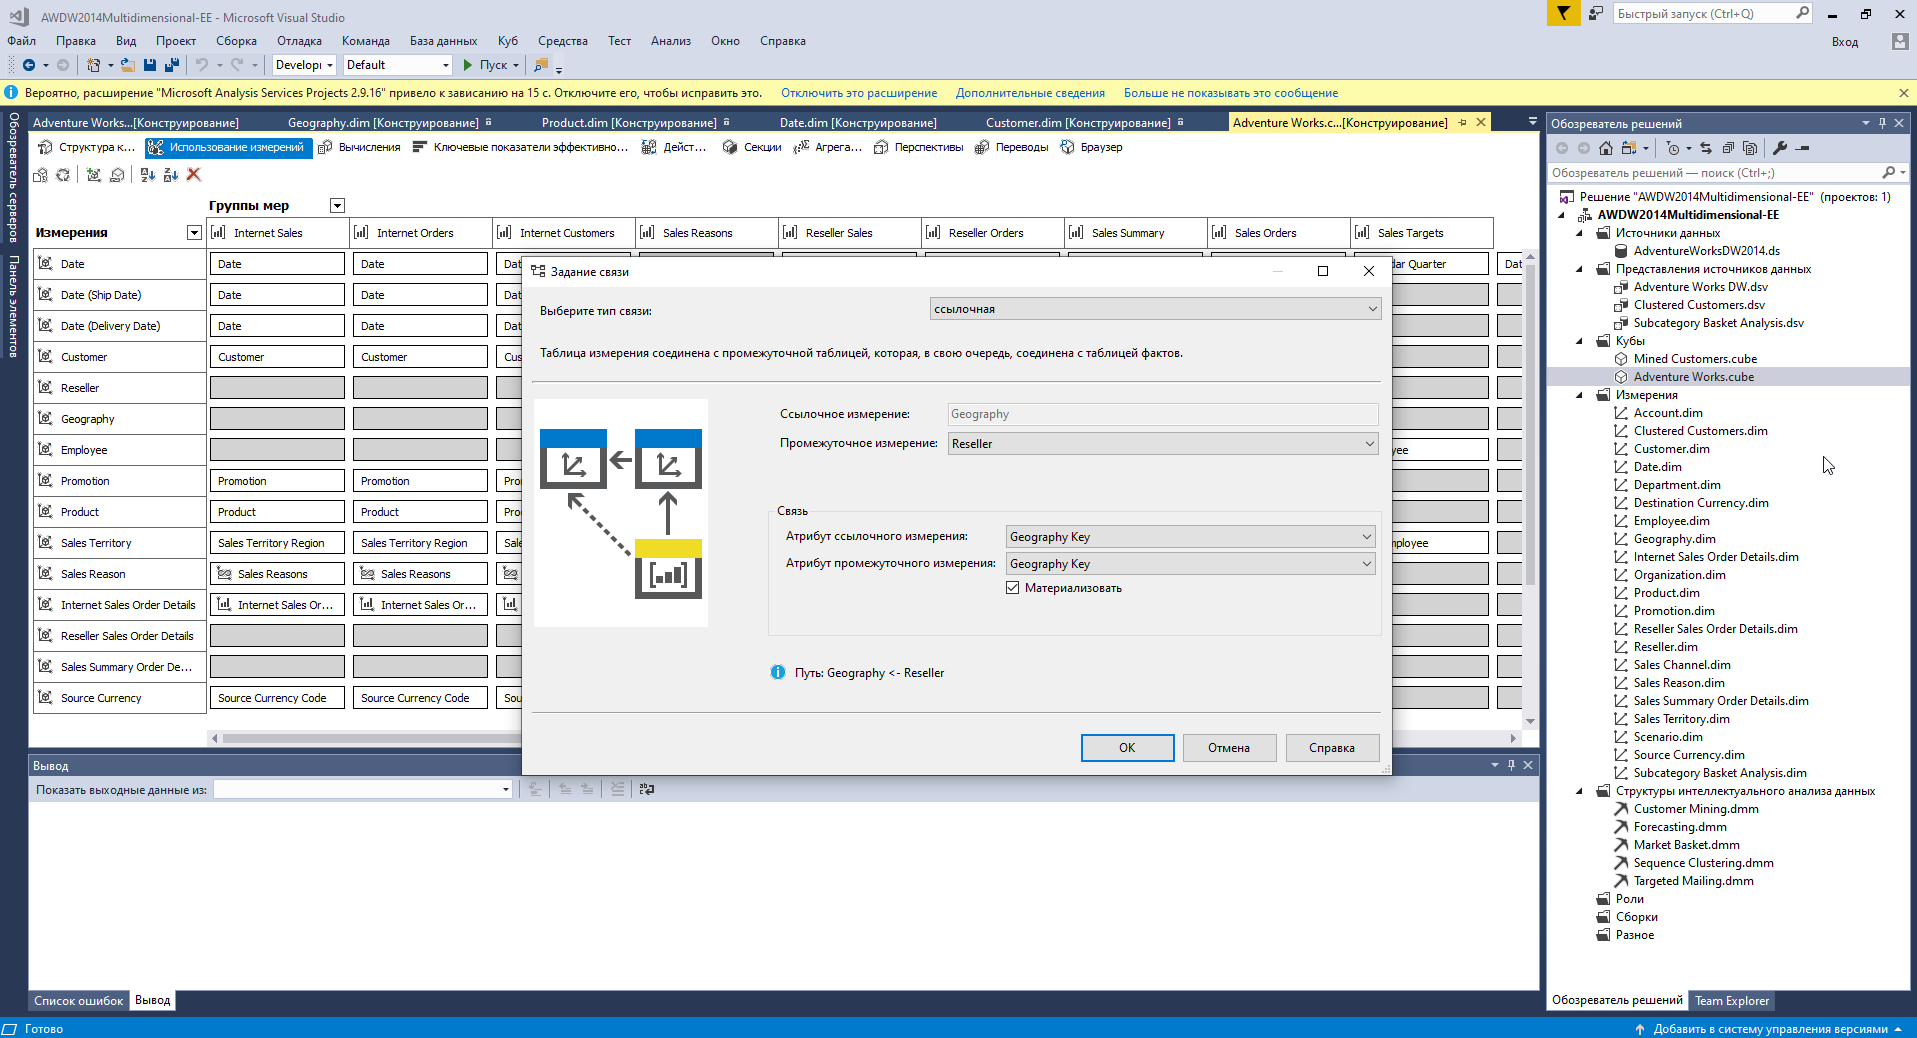 AWDW2014Multidimensional-EE - Microsoft Visual Studio
Быстрый запуск (Ctrl+Q)
Файл Правка Вид Проект Сборка Отладка Команда База данных Куб Средства Тест Анализ Окно Справка
Вход
Develop Default Пуск
Вероятно, расширение "Microsoft Analysis Services Projects 2.9.16" привело к зависанию на 15 с. Отключите его, чтобы исправить это. Отключить это расширение Дополнительные сведения Больше не показывать это сообщение
Обозреватель серверов
Панель элементов
Adventure Works...[Конструирование] Geography.dim [Конструирование] Product.dim [Конструирование] Date.dim [Конструирование] Customer.dim [Конструирование] Adventure Works.c...[Конструирование]
Структура к... Использование измерений Вычисления Ключевые показатели эффективно... Дейст... Секции Агрега... Перспективы Переводы Браузер
Группы мер
Измерения
Internet Sales Internet Orders Internet Customers Sales Reasons Reseller Sales Reseller Orders Sales Summary Sales Orders Sales Targets
Date Date Date Dat dar Quarter Dat
Date (Ship Date) Date Date Dat
Date (Delivery Date) Date Date Dat
Customer Customer Customer Cus
Reseller
Geography
Employee yee
Promotion Promotion Promotion Pro
Product Product Product Pro
Sales Territory Sales Territory Region Sales Territory Region Sale mployee
Sales Reason Sales Reasons Sales Reasons
Internet Sales Order Details Internet Sales Or... Internet Sales Or...
Reseller Sales Order Details
Sales Summary Order De...
Source Currency Source Currency Code Source Currency Code Sou
Задание связи
Выберите тип связи: ссылочная
Таблица измерения соединена с промежуточной таблицей, которая, в свою очередь, соединена с таблицей фактов.
Ссылочное измерение: Geography
Промежуточное измерение: Reseller
Связь
Атрибут ссылочного измерения: Geography Key
Атрибут промежуточного измерения: Geography Key
Материализовать
Путь: Geography <- Reseller
OK Отмена Справка
Вывод
Показать выходные данные из:
Список ошибок Вывод
Обозреватель решений
Обозреватель решений — поиск (Ctrl+;)
Решение "AWDW2014Multidimensional-EE" (проектов: 1)
AWDW2014Multidimensional-EE
Источники данных
AdventureWorksDW2014.ds
Представления источников данных
Adventure Works DW.dsv
Clustered Customers.dsv
Subcategory Basket Analysis.dsv
Кубы
Mined Customers.cube
Adventure Works.cube
Измерения
Account.dim
Clustered Customers.dim
Customer.dim
Date.dim
Department.dim
Destination Currency.dim
Employee.dim
Geography.dim
Internet Sales Order Details.dim
Organization.dim
Product.dim
Promotion.dim
Reseller Sales Order Details.dim
Reseller.dim
Sales Channel.dim
Sales Reason.dim
Sales Summary Order Details.dim
Sales Territory.dim
Scenario.dim
Source Currency.dim
Subcategory Basket Analysis.dim
Структуры интеллектуального анализа данных
Customer Mining.dmm
Forecasting.dmm
Market Basket.dmm
Sequence Clustering.dmm
Targeted Mailing.dmm
Роли
Сборки
Разное
Обозреватель решений Team Explorer
Готово
Добавить в систему управления версиями